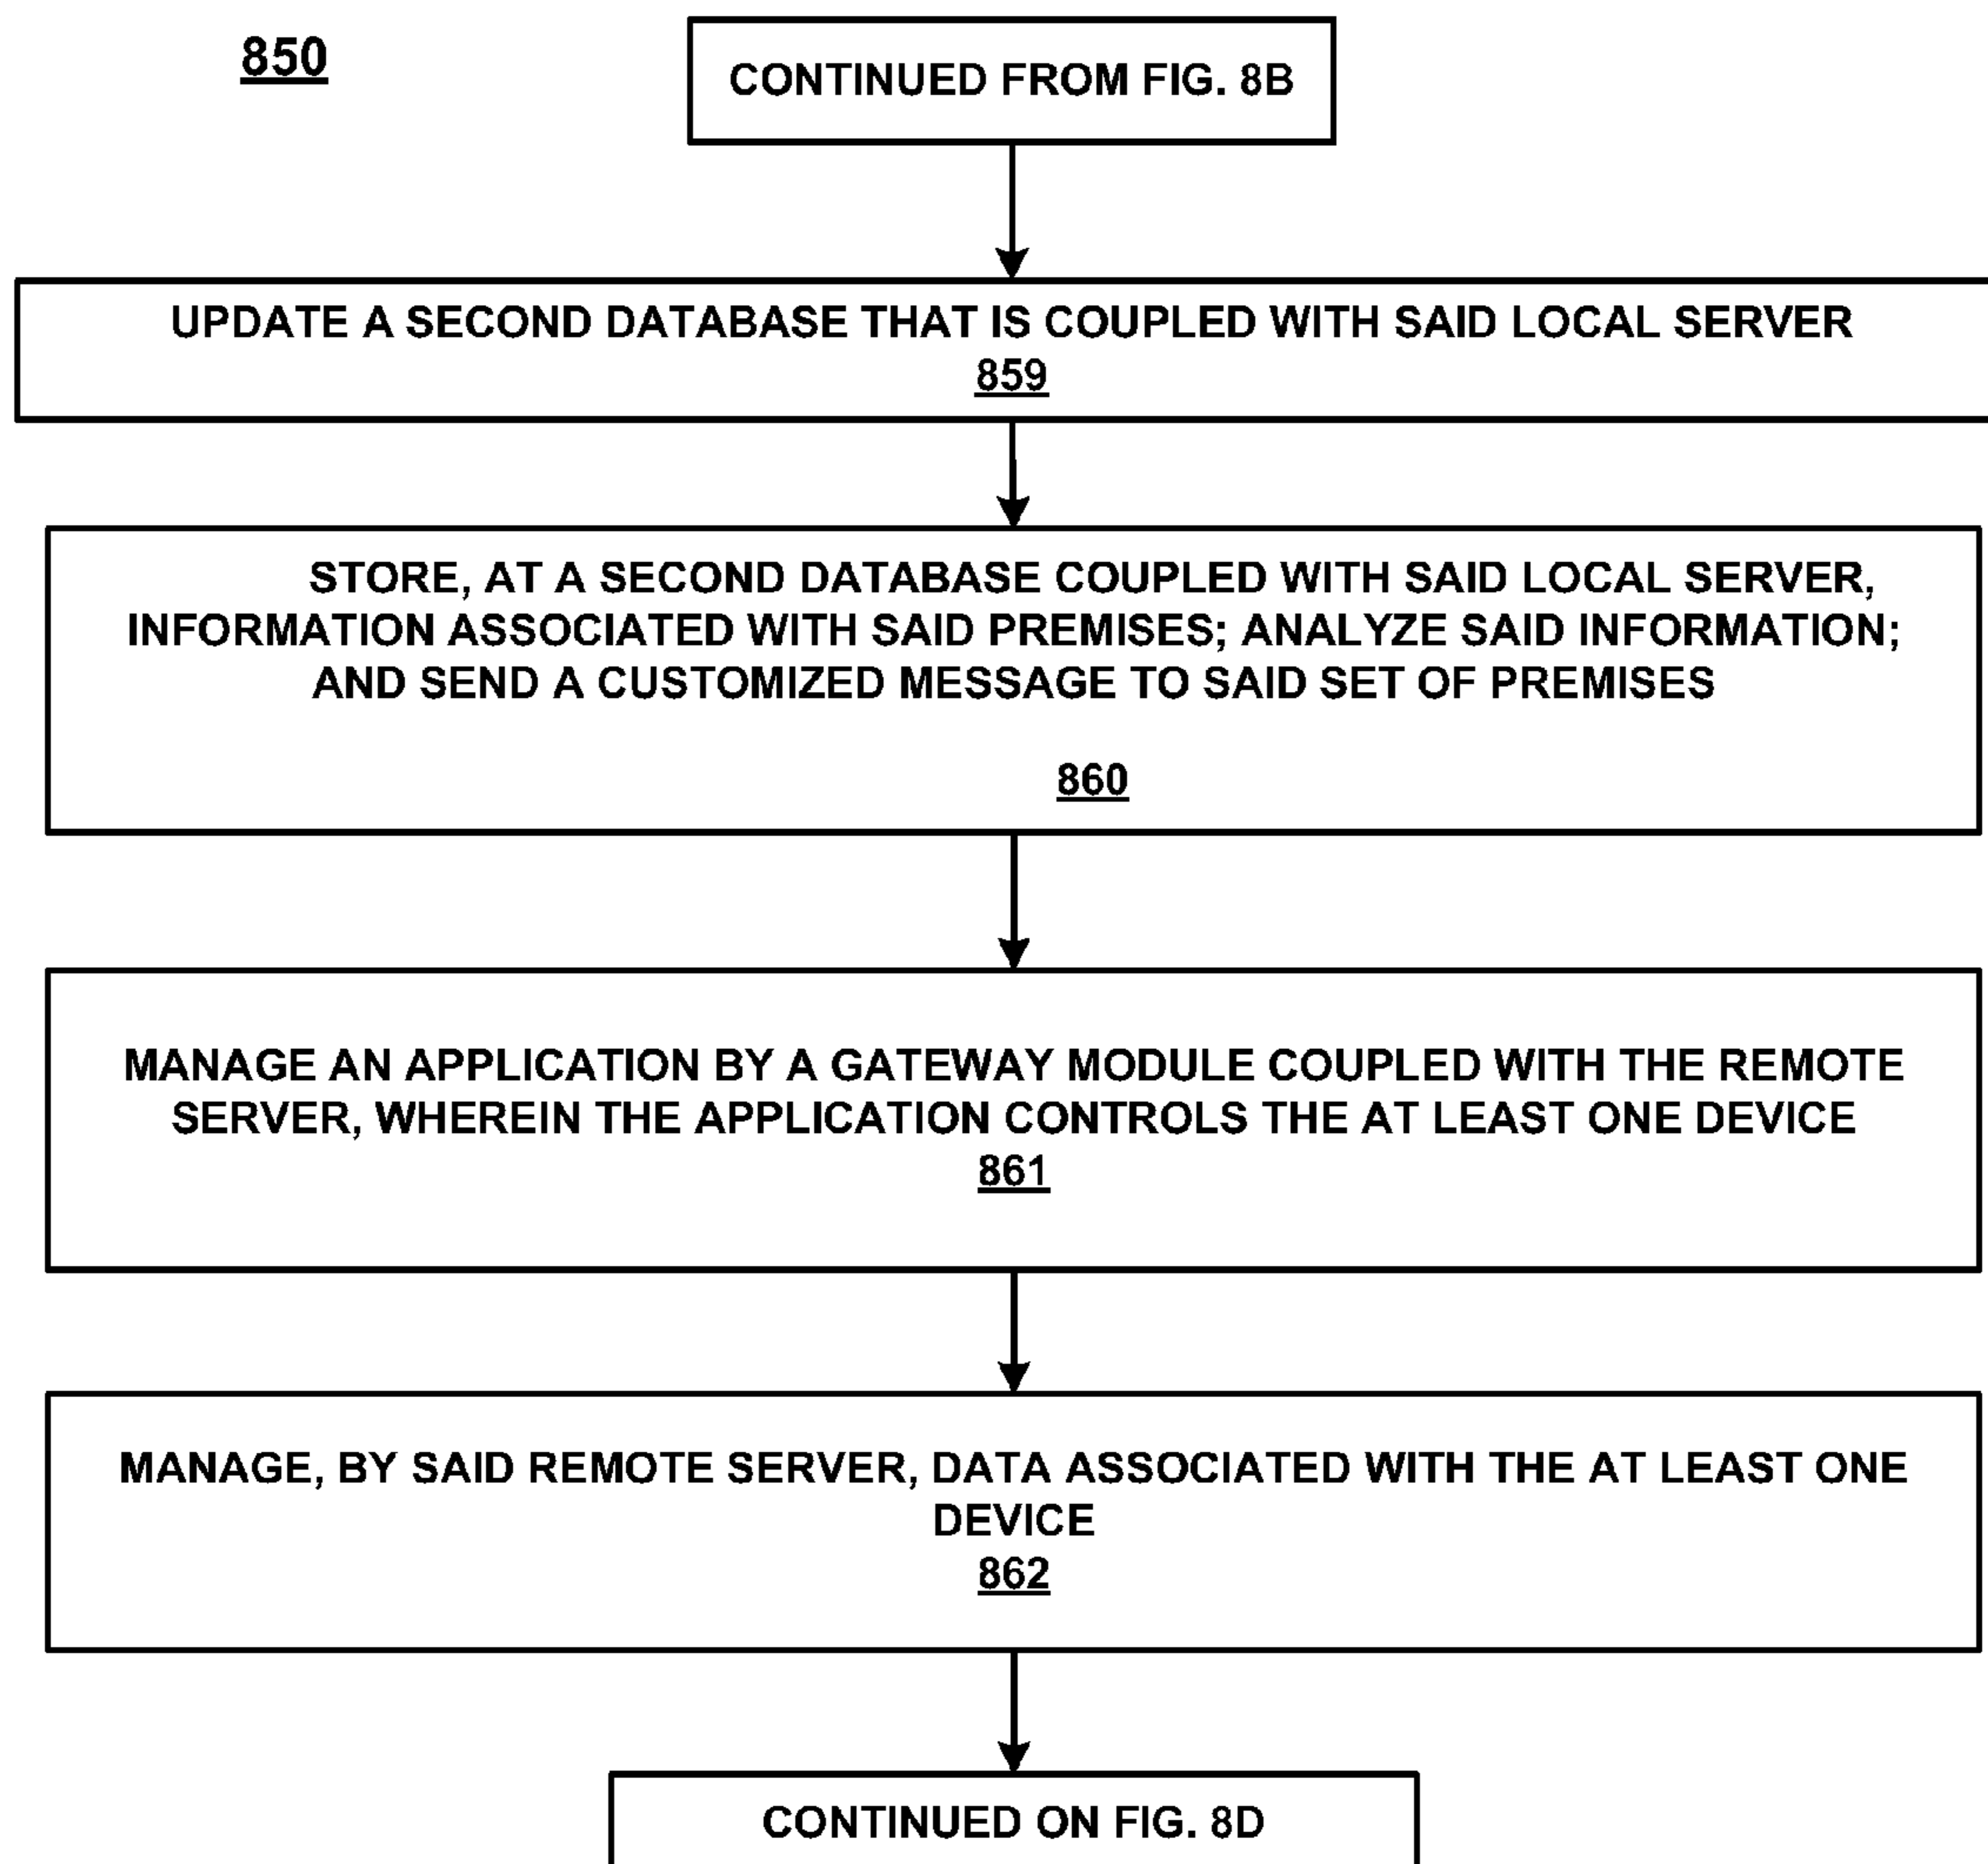 850
CONTINUED FROM FIG. 8B
UPDATE A SECOND DATABASE THAT IS COUPLED WITH SAID LOCAL SERVER
859
STORE, AT A SECOND DATABASE COUPLED WITH SAID LOCAL SERVER,
INFORMATION ASSOCIATED WITH SAID PREMISES; ANALYZE SAID INFORMATION;
AND SEND A CUSTOMIZED MESSAGE TO SAID SET OF PREMISES
860
MANAGE AN APPLICATION BY A GATEWAY MODULE COUPLED WITH THE REMOTE
SERVER, WHEREIN THE APPLICATION CONTROLS THE AT LEAST ONE DEVICE
861
MANAGE, BY SAID REMOTE SERVER, DATA ASSOCIATED WITH THE AT LEAST ONE
DEVICE
862
CONTINUED ON FIG. 8D